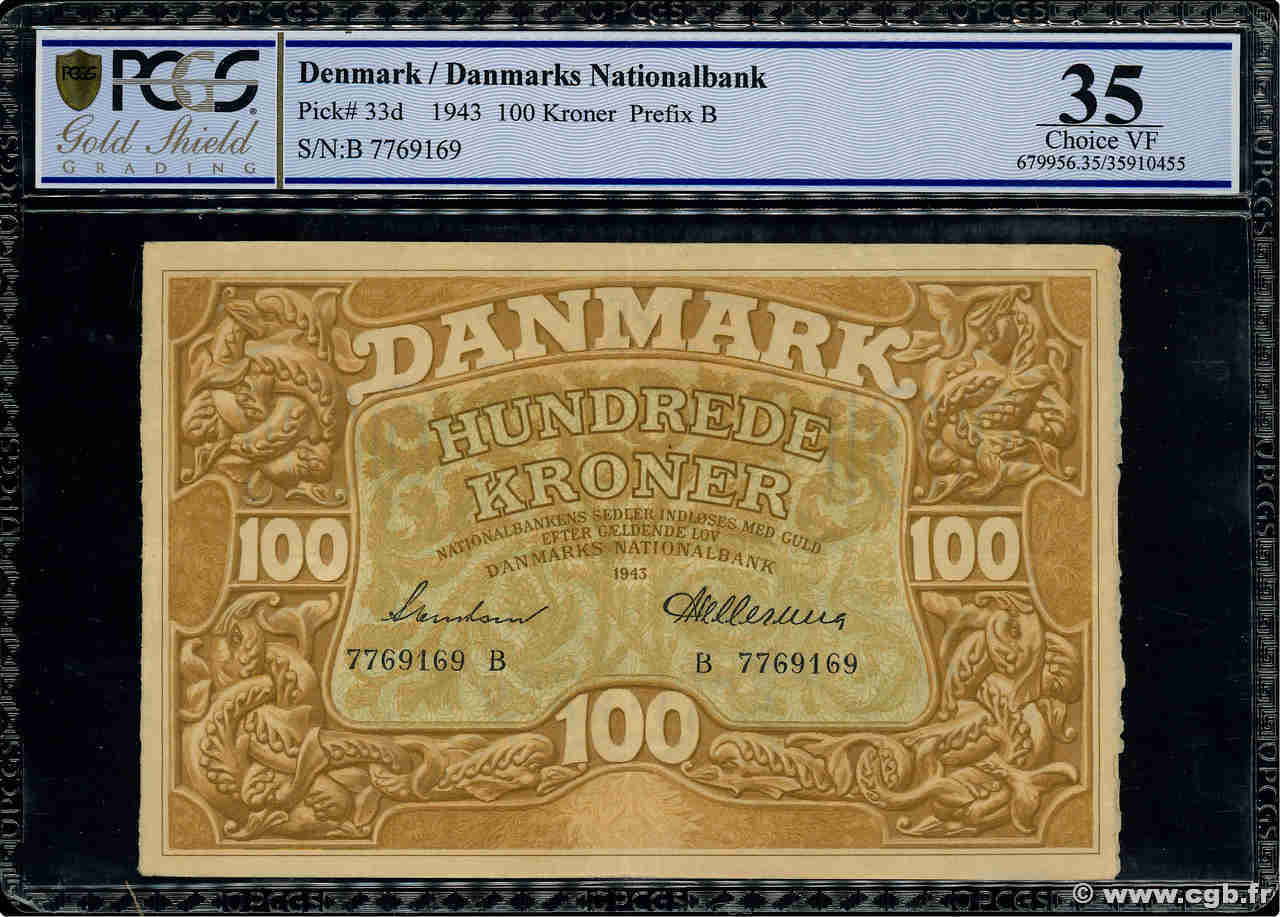 PCGS
PCGS
Gold Shield
GRADING
Denmark / Danmarks Nationalbank
Pick# 33d 1943 100 Kroner Prefix B
S/N:B 7769169
35
Choice VF
679956.35/35910455
DANMARK
HUNDREDE
KRONER
NATIONALBANKENS SEDLER INDLØSES MED GULD
EFTER GÆLDENDE LOV
DANMARKS NATIONALBANK
1943
100
100
7769169 B
B 7769169
100
© www.cgb.fr